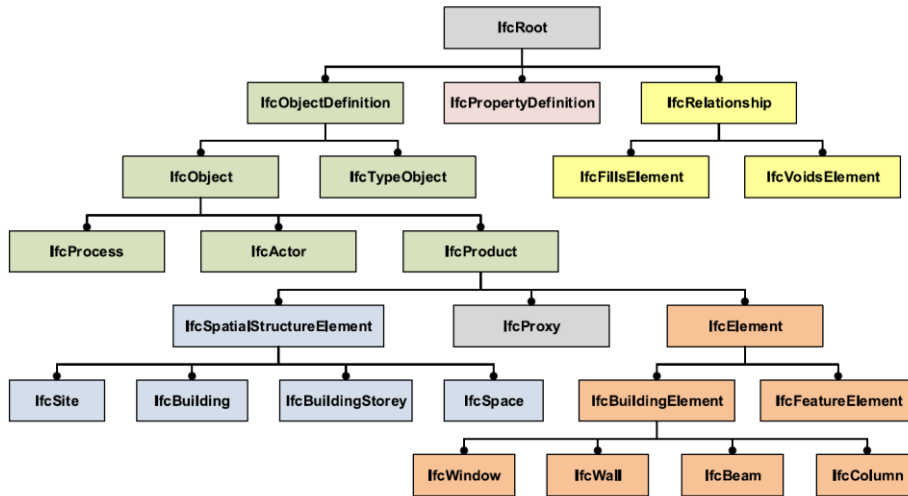 IfcRoot
IfcObjectDefinition
IfcPropertyDefinition
IfcRelationship
IfcObject
IfcTypeObject
IfcFillsElement
IfcVoidsElement
IfcProcess
IfcActor
IfcProduct
IfcSpatialStructureElement
IfcProxy
IfcElement
IfcSite
IfcBuilding
IfcBuildingStorey
IfcSpace
IfcBuildingElement
IfcFeatureElement
IfcWindow
IfcWall
IfcBeam
IfcColumn